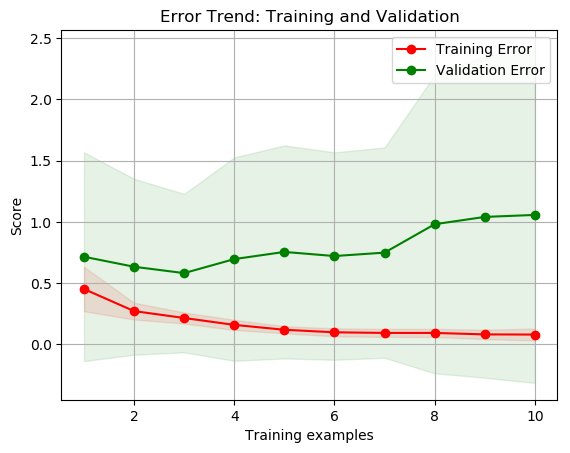 Error Trend: Training and Validation
2.5
2.0
1.5
1.0
0.5
0.0
Score
Training Error
Validation Error
2
4
6
8
10
Training examples